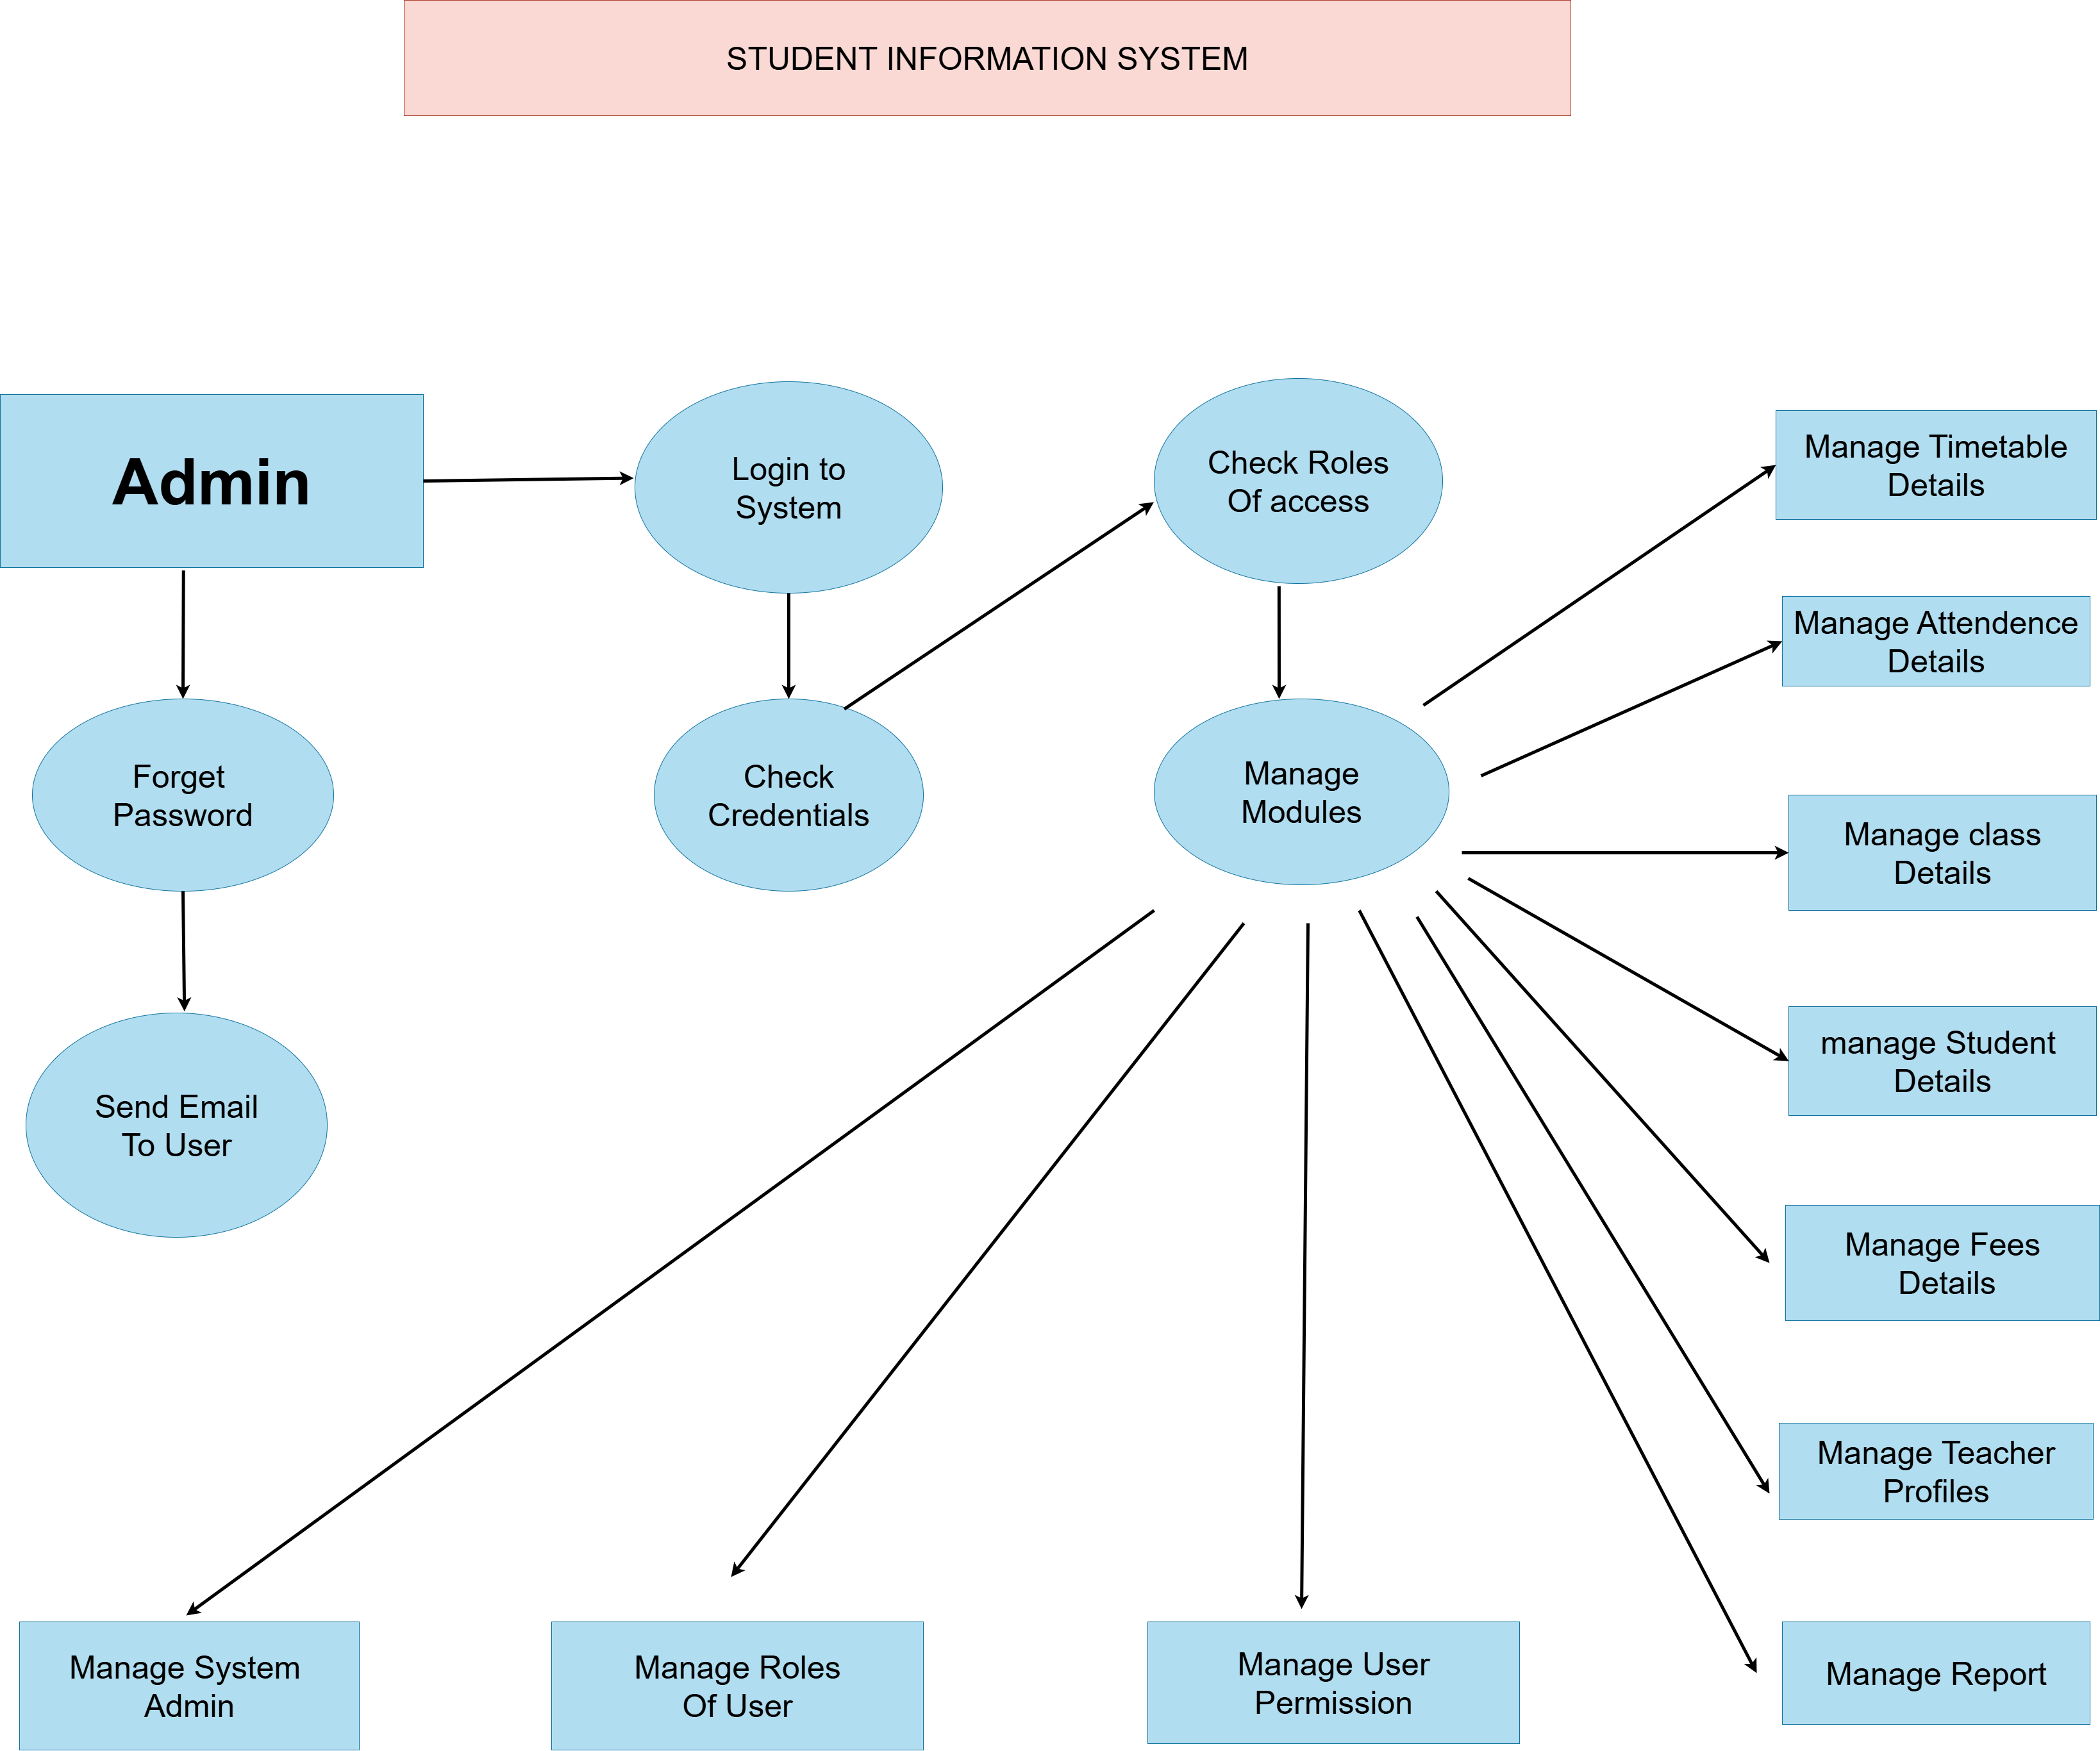 STUDENT INFORMATION SYSTEM
Admin
Login to
System
Check Roles
Of access
Manage Timetable
Details
Manage Attendence
Details
Forget
Password
Check
Credentials
Manage
Modules
Manage class
Details
manage Student
Details
Send Email
To User
Manage Fees
Details
Manage Teacher
Profiles
Manage System
Admin
Manage Roles
Of User
Manage User
Permission
Manage Report